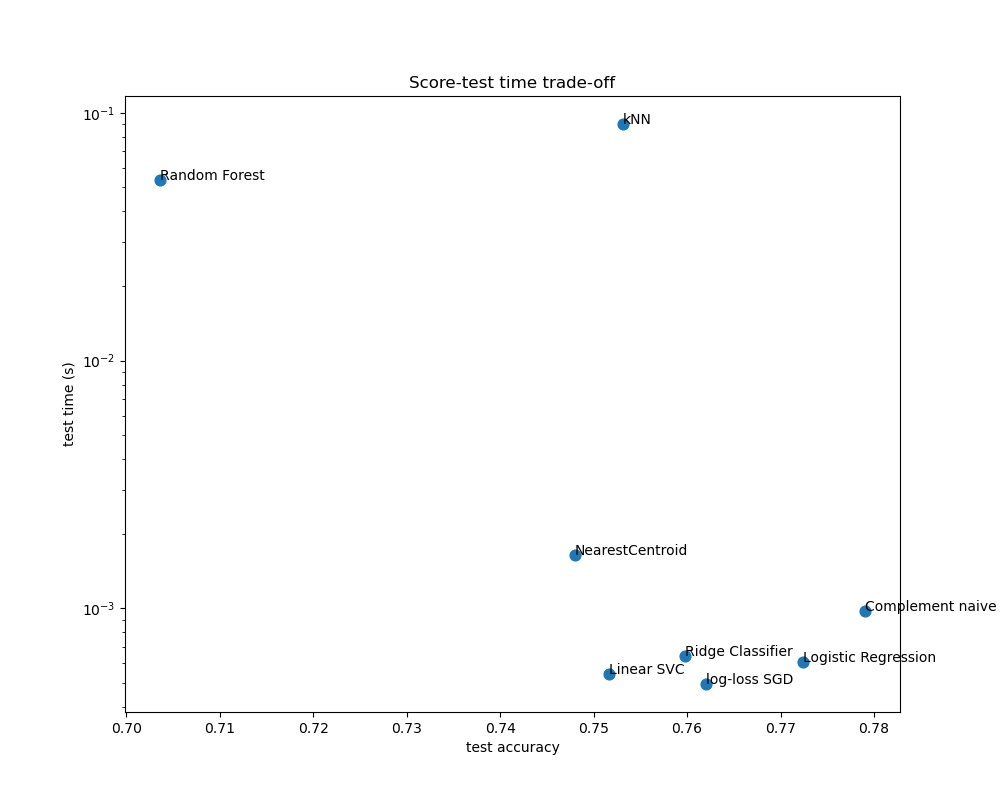 Score-test time trade-off
10⁻¹
kNN
Random Forest
10⁻²
test time (s)
NearestCentroid
10⁻³
Complement naive
Ridge Classifier
Logistic Regression
Linear SVC
log-loss SGD
0.70 0.71 0.72 0.73 0.74 0.75 0.76 0.77 0.78
test accuracy